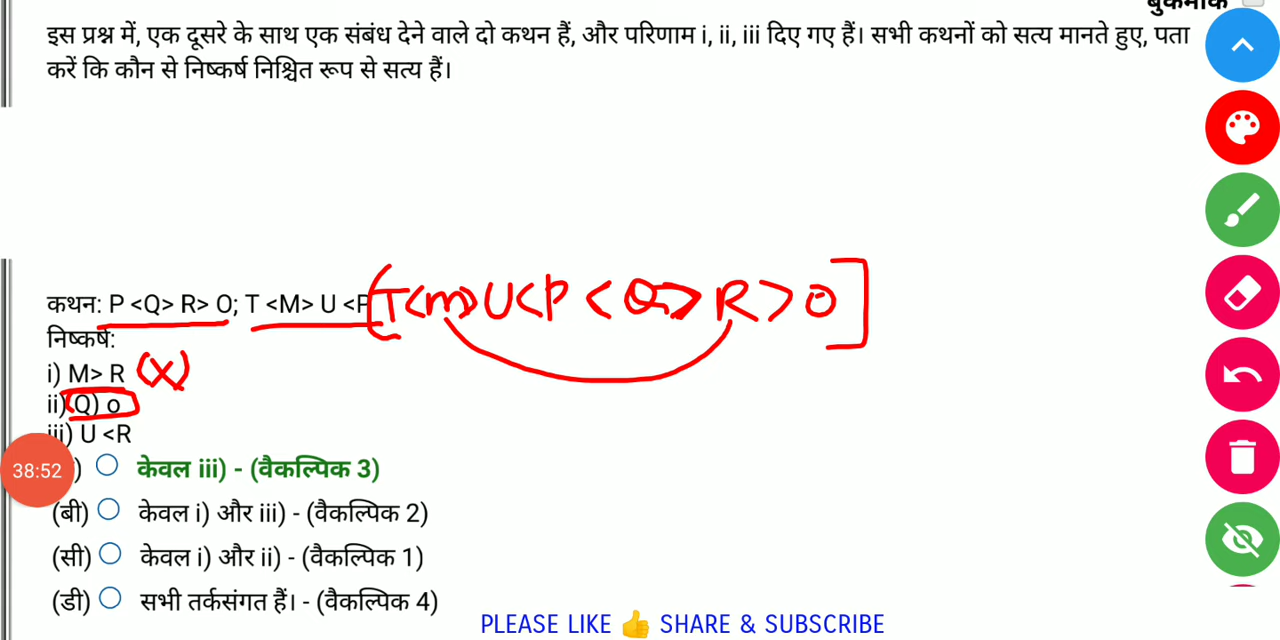 बुकमार्क
इस प्रश्न में, एक दूसरे के साथ एक संबंध देने वाले दो कथन हैं, और परिणाम i, ii, iii दिए गए हैं। सभी कथनों को सत्य मानते हुए, पता
करें कि कौन से निष्कर्ष निश्चित रूप से सत्य हैं।
कथन: P <Q> R> O; T <M> U <P [T<m>U<P <Q> R > O]
निष्कर्ष:
i) M> R (X)
ii) Q) o
iii) U <R
38:52 ) केवल iii) - (वैकल्पिक 3)
(बी) केवल i) और iii) - (वैकल्पिक 2)
(सी) केवल i) और ii) - (वैकल्पिक 1)
(डी) सभी तर्कसंगत हैं। - (वैकल्पिक 4)
PLEASE LIKE 👍 SHARE & SUBSCRIBE